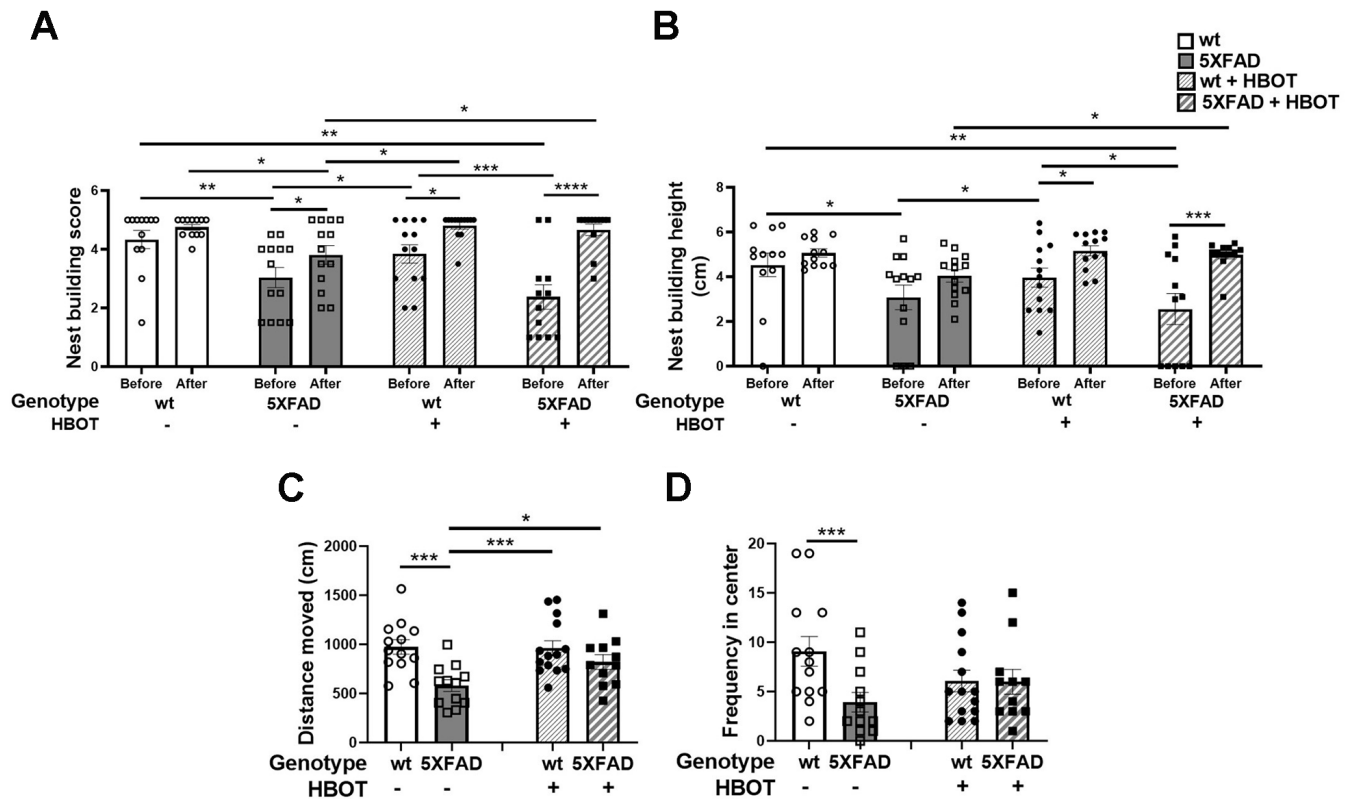 A
B
wt
5XFAD
wt + HBOT
5XFAD + HBOT
*
**
*
*
***
**
*
*
*
*
****
Nest building score
6
4
2
0
Before After Before After Before After Before After
Genotype wt 5XFAD wt 5XFAD
HBOT - - + +
*
**
*
*
*
*
***
Nest building height
(cm)
8
6
4
2
0
Before After Before After Before After Before After
Genotype wt 5XFAD wt 5XFAD
HBOT - - + +
C
*
***
***
Distance moved (cm)
2000
1500
1000
500
0
Genotype wt 5XFAD wt 5XFAD
HBOT - - + +
D
***
Frequency in center
20
15
10
5
0
Genotype wt 5XFAD wt 5XFAD
HBOT - - + +